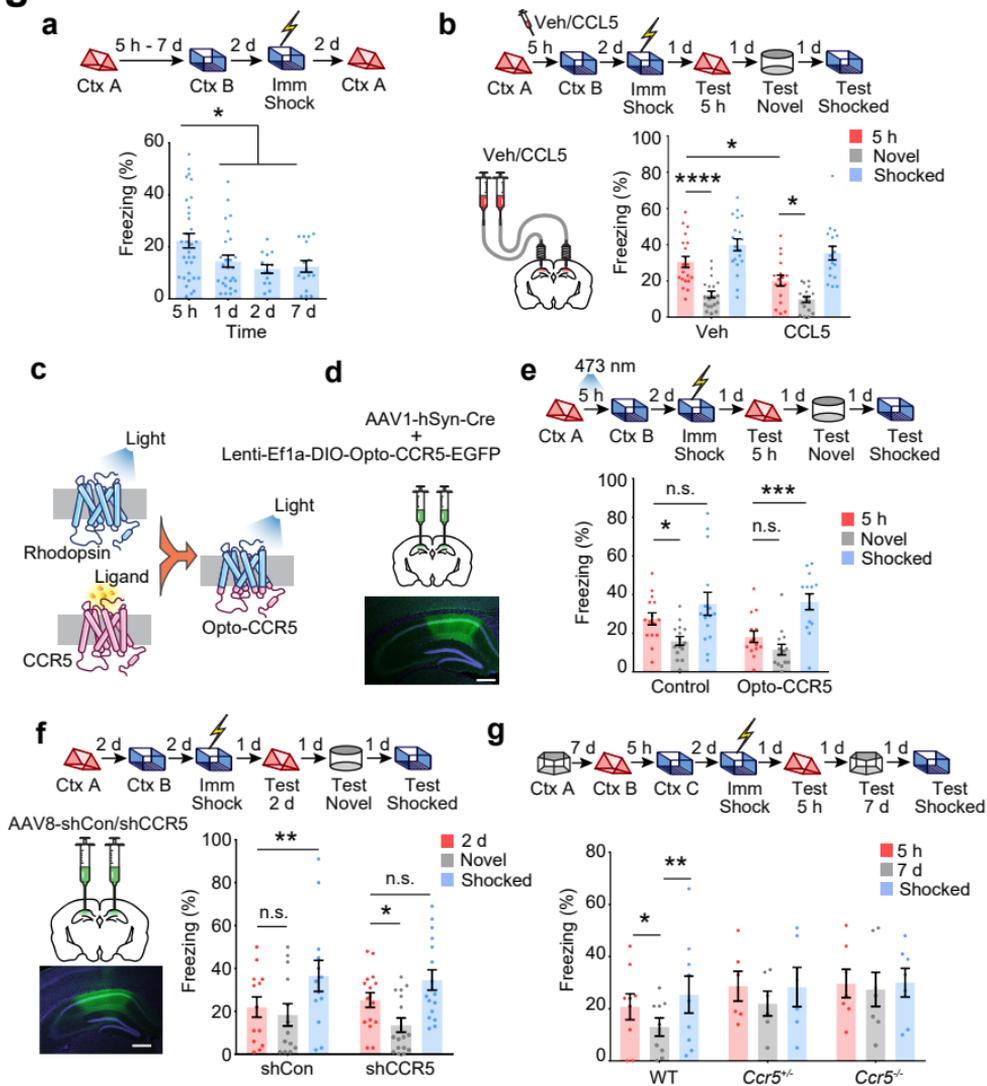 a
5 h - 7 d
2 d
2 d
Ctx A
Ctx B
Imm
Shock
Ctx A
*
Freezing (%)
60
40
20
0
5 h
1 d
2 d
7 d
Time
b
Veh/CCL5
5 h
2 d
1 d
1 d
1 d
Ctx A
Ctx B
Imm
Shock
Test
5 h
Test
Novel
Test
Shocked
Veh/CCL5
Freezing (%)
100
80
60
40
20
0
****
*
*
5 h
Novel
Shocked
Veh
CCL5
c
Light
Rhodopsin
Ligand
CCR5
Light
Opto-CCR5
d
AAV1-hSyn-Cre
+
Lenti-Ef1a-DIO-Opto-CCR5-EGFP
e
473 nm
5 h
2 d
1 d
1 d
1 d
Ctx A
Ctx B
Imm
Shock
Test
5 h
Test
Novel
Test
Shocked
Freezing (%)
100
80
60
40
20
0
n.s.
*
***
n.s.
5 h
Novel
Shocked
Control
Opto-CCR5
f
2 d
2 d
1 d
1 d
1 d
Ctx A
Ctx B
Imm
Shock
Test
2 d
Test
Novel
Test
Shocked
AAV8-shCon/shCCR5
Freezing (%)
100
80
60
40
20
0
**
n.s.
n.s.
*
2 d
Novel
Shocked
shCon
shCCR5
g
7 d
5 h
2 d
1 d
1 d
1 d
Ctx A
Ctx B
Ctx C
Imm
Shock
Test
5 h
Test
7 d
Test
Shocked
Freezing (%)
80
60
40
20
0
*
**
5 h
7 d
Shocked
WT
Ccr5+/-
Ccr5-/-